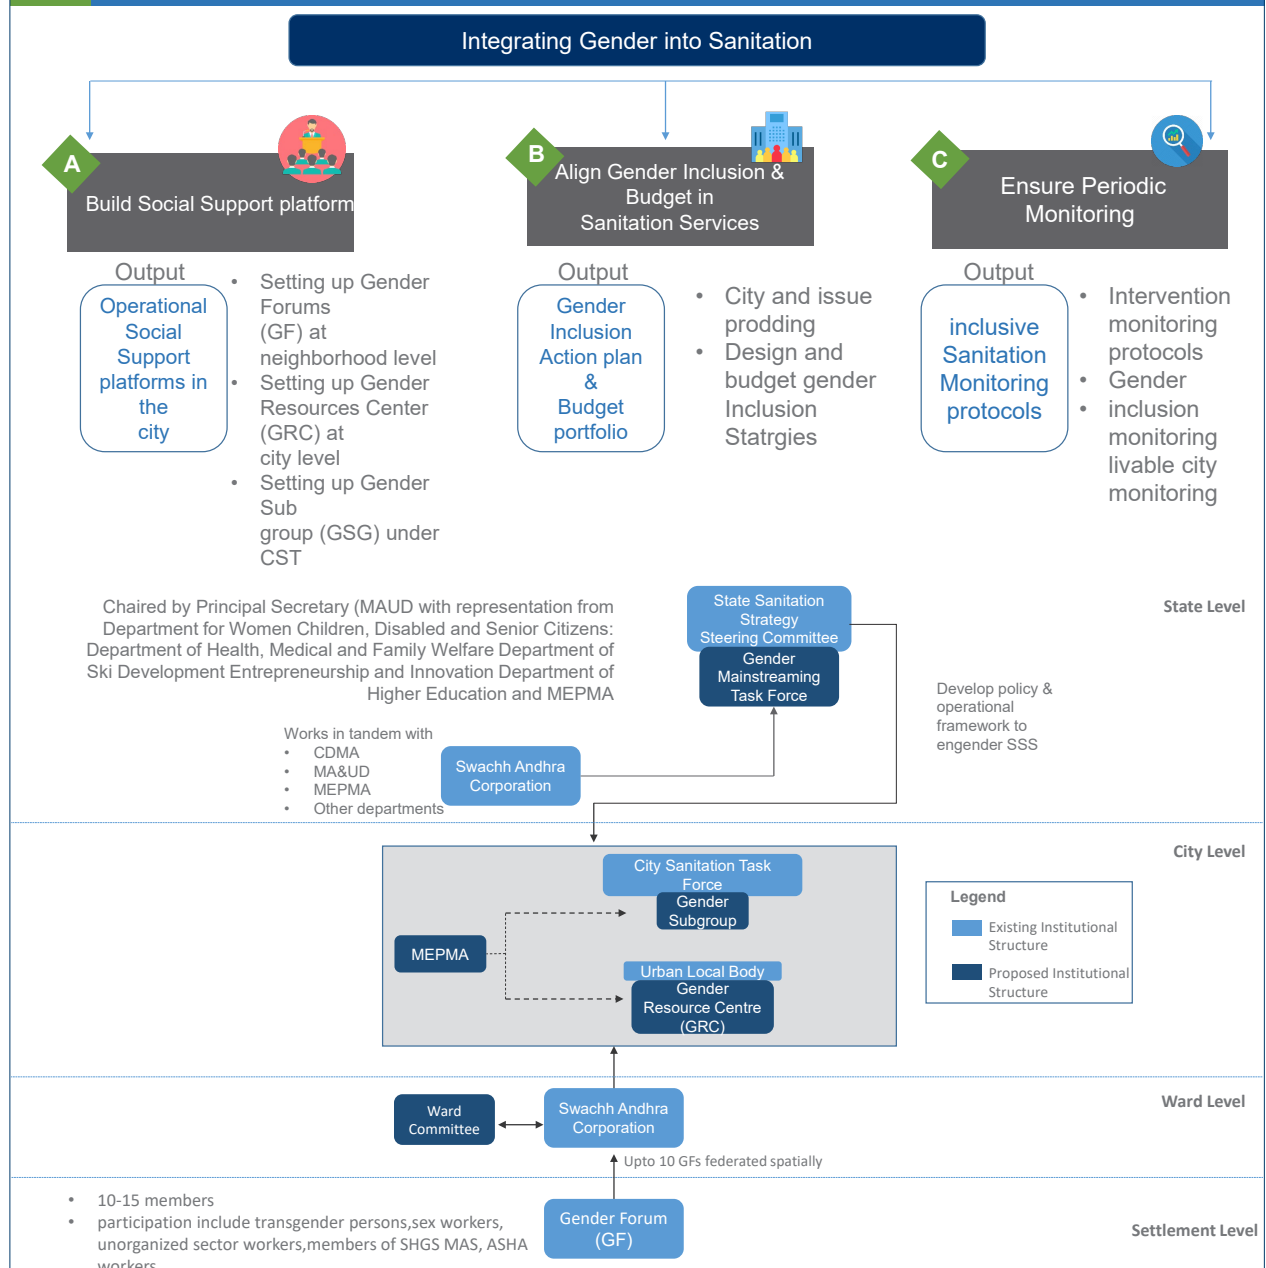 Integrating Gender into Sanitation
A
Build Social Support platform
B
Align Gender Inclusion &
Budget in
Sanitation Services
C
Ensure Periodic
Monitoring
Output
Operational
Social
Support
platforms in
the
city
• Setting up Gender
Forums
(GF) at
neighborhood level
• Setting up Gender
Resources Center
(GRC) at
city level
• Setting up Gender
Sub
group (GSG) under
CST
Output
Gender
Inclusion
Action plan
&
Budget
portfolio
• City and issue
prodding
• Design and
budget gender
Inclusion
Statrgies
Output
inclusive
Sanitation
Monitoring
protocols
• Intervention
monitoring
protocols
• Gender
• inclusion
monitoring
livable city
monitoring
Chaired by Principal Secretary (MAUD with representation from
Department for Women Children, Disabled and Senior Citizens:
Department of Health, Medical and Family Welfare Department of
Ski Development Entrepreneurship and Innovation Department of
Higher Education and MEPMA
State Sanitation
Strategy
Steering Committee
Gender
Mainstreaming
Task Force
State Level
Develop policy &
operational
framework to
engender SSS
Works in tandem with
• CDMA
• MA&UD
• MEPMA
• Other departments
Swachh Andhra
Corporation
City Level
City Sanitation Task
Force
Gender
Subgroup
MEPMA
Urban Local Body
Gender
Resource Centre
(GRC)
Legend
Existing Institutional
Structure
Proposed Institutional
Structure
Ward Level
Ward
Committee
Swachh Andhra
Corporation
Upto 10 GFs federated spatially
Settlement Level
• 10-15 members
• participation include transgender persons,sex workers,
unorganized sector workers,members of SHGS MAS, ASHA
workers
Gender Forum
(GF)